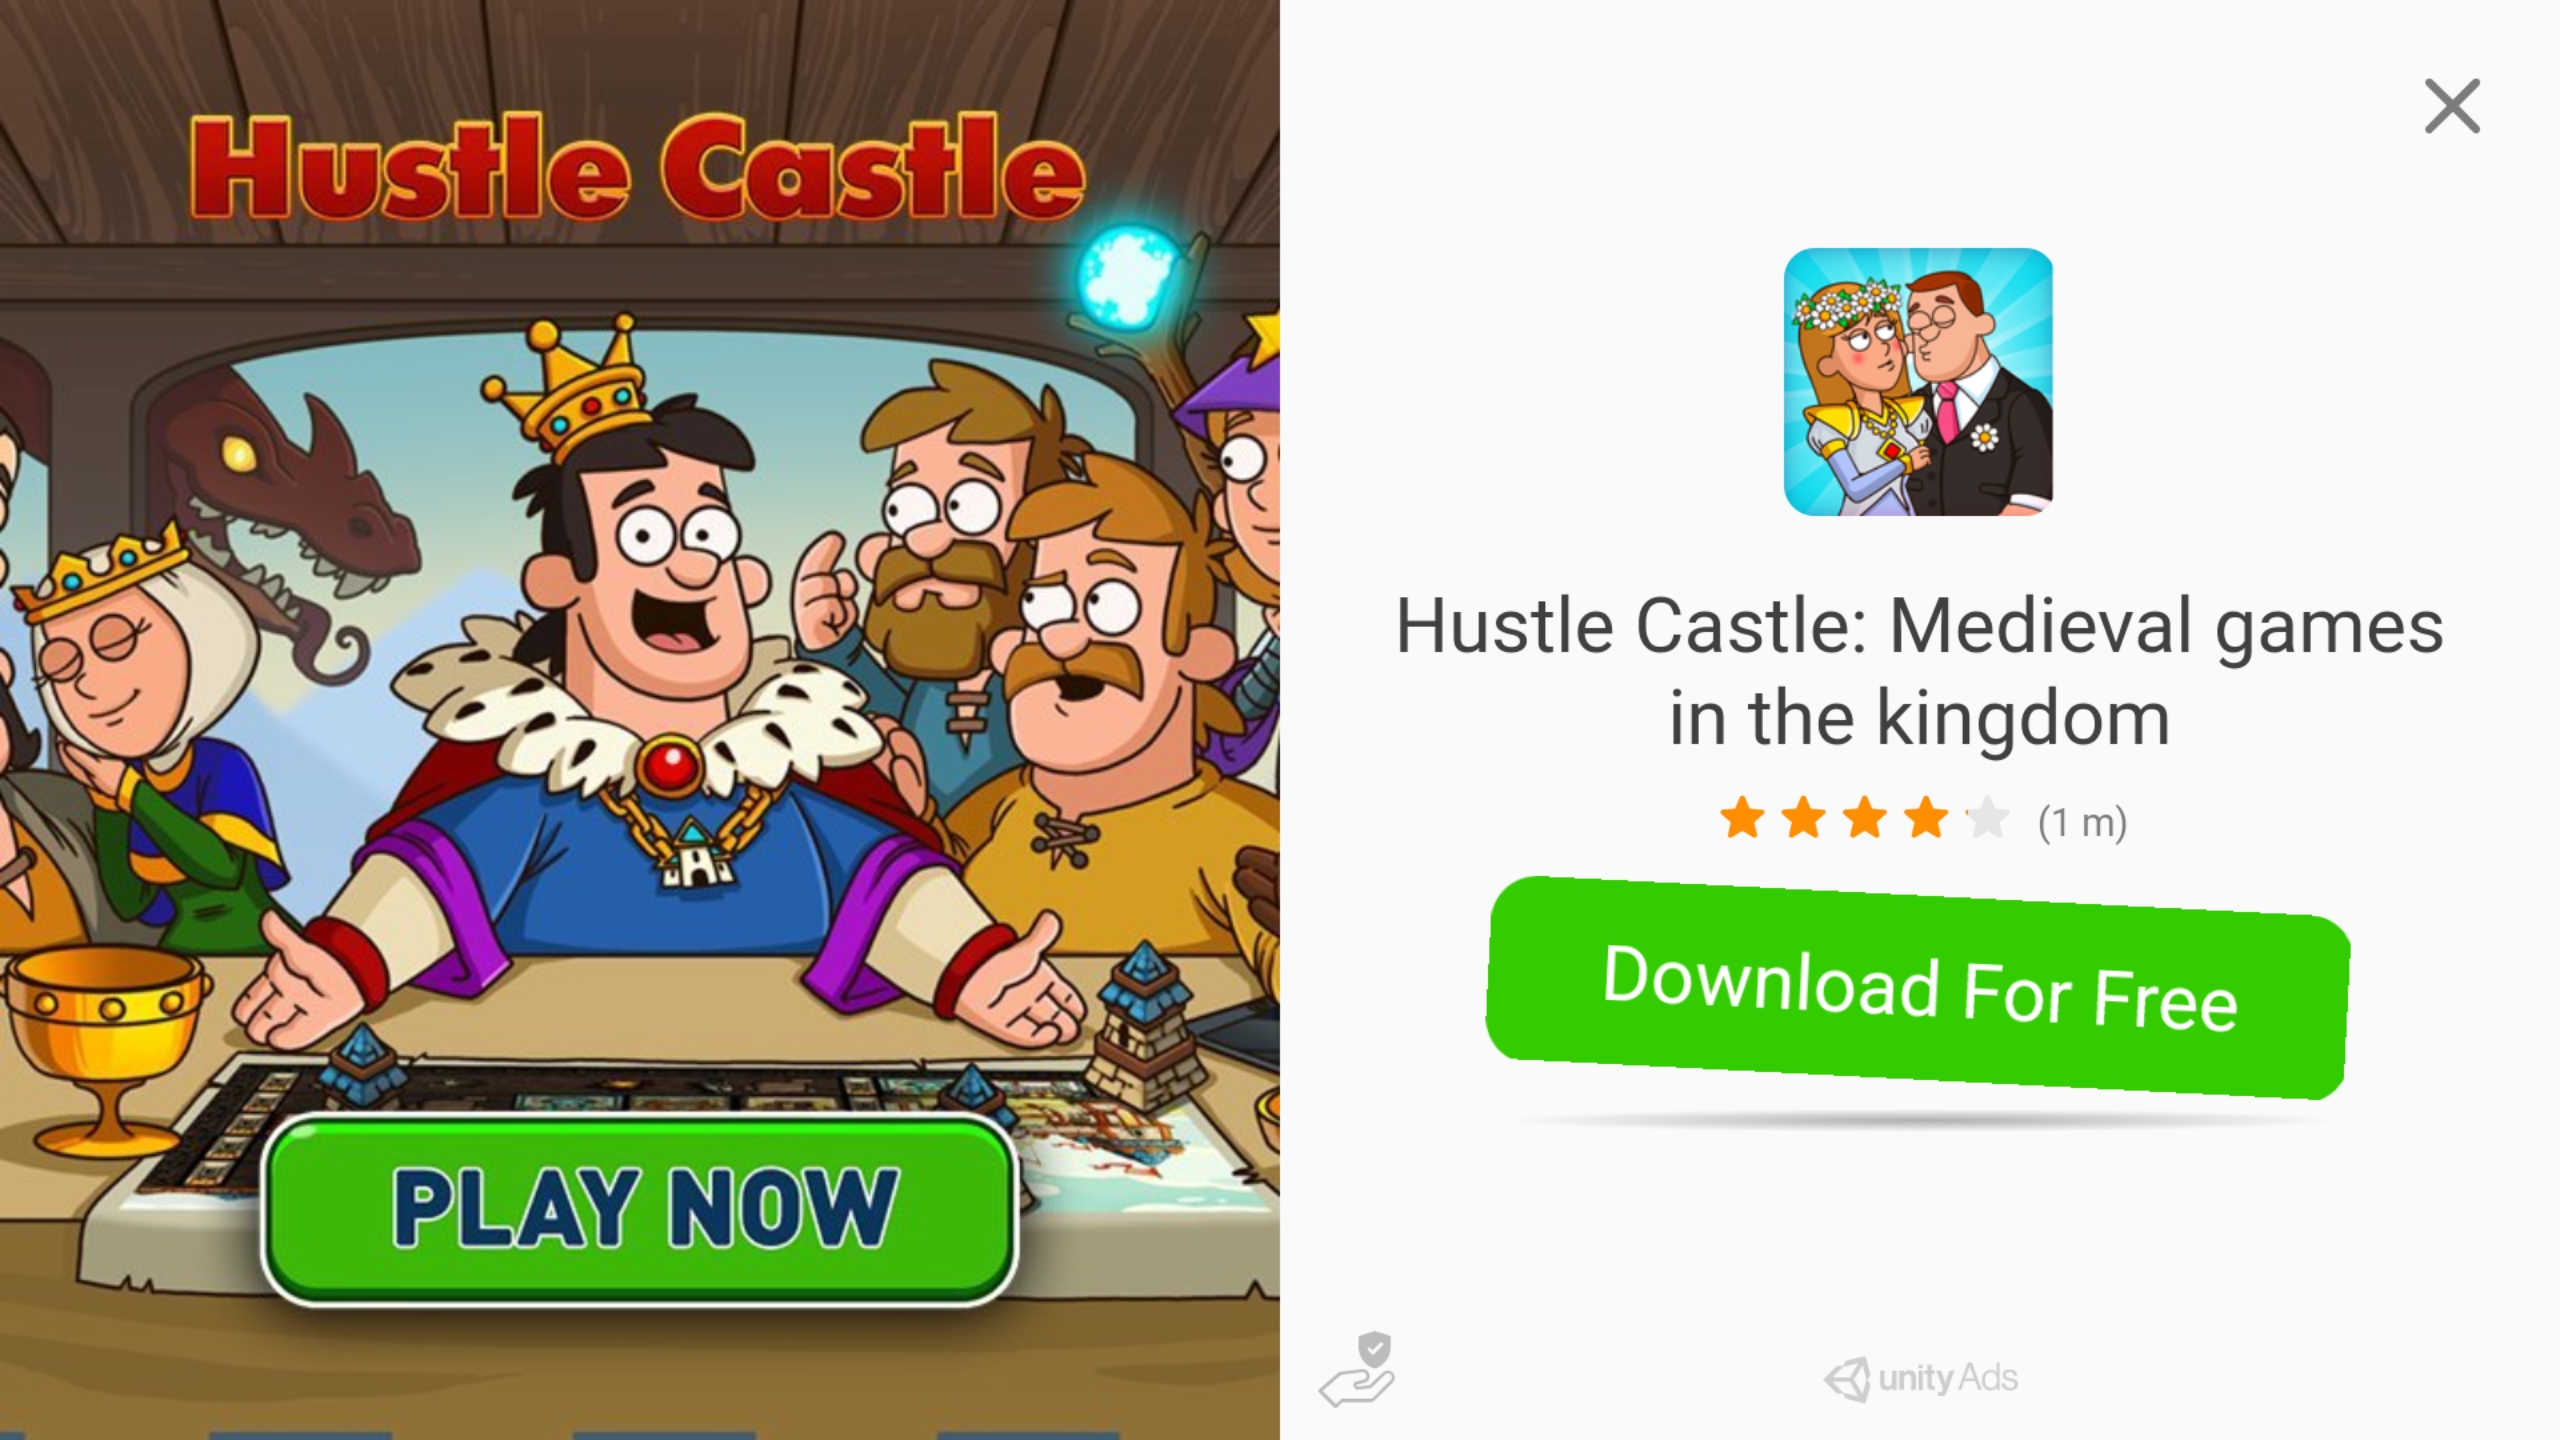 Hustle Castle
PLAY NOW
Hustle Castle: Medieval games
in the kingdom
(1 m)
Download For Free
unity Ads